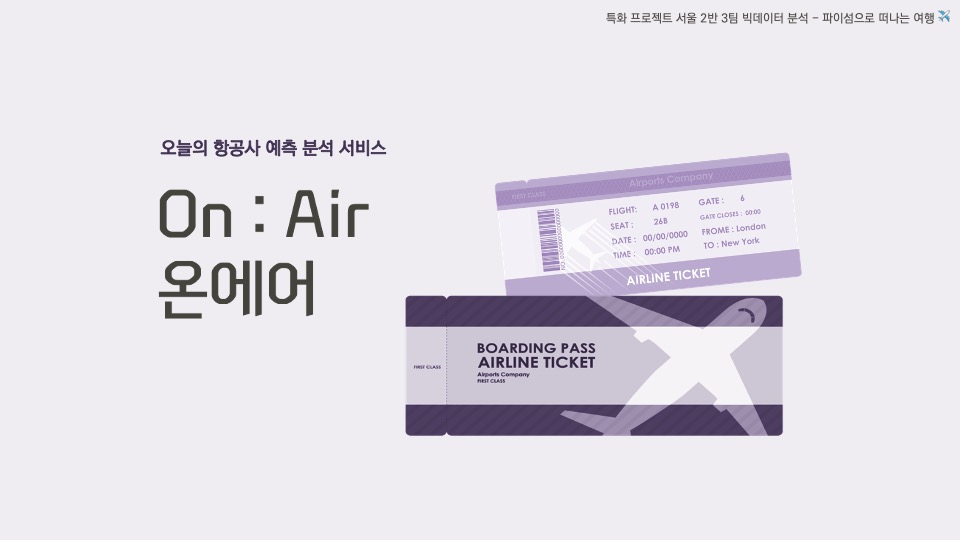 특화 프로젝트 서울 2반 3팀 빅데이터 분석 - 파이섬으로 떠나는 여행 ✈️
오늘의 항공사 예측 분석 서비스
On : Air
온에어
Airports Company
FIRST CLASS
FLIGHT: A 019B
GATE : 6
SEAT : 26B
GATE CLOSES : 00:00
DATE : 00/00/0000
FROME : London
TIME : 00:00 PM
TO : New York
AIRLINE TICKET
FIRST CLASS
BOARDING PASS
AIRLINE TICKET
Airports Company
FIRST CLASS